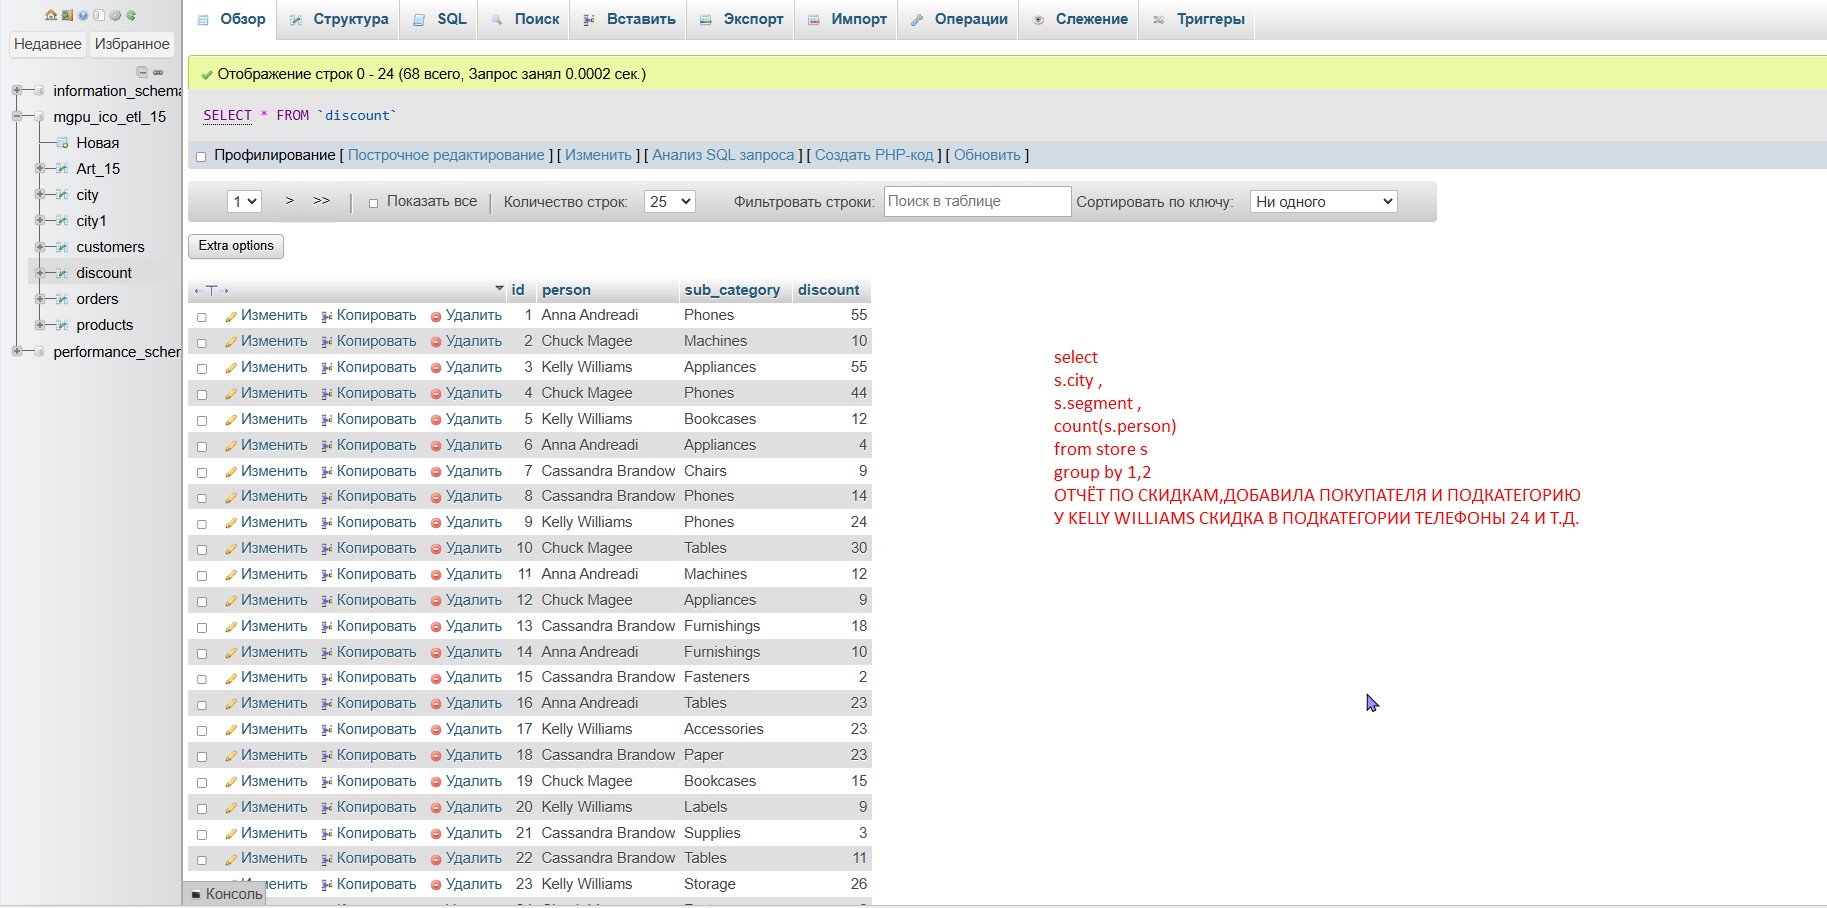 Недавнее Избранное
information_schema
mgpu_ico_etl_15
Новая
Art_15
city
city1
customers
discount
orders
products
performance_scher
Обзор Структура SQL Поиск Вставить Экспорт Импорт Операции Слежение Триггеры
Отображение строк 0 - 24 (68 всего, Запрос занял 0.0002 сек.)
SELECT * FROM `discount`
Профилирование [ Построчное редактирование ] [ Изменить ] [ Анализ SQL запроса ] [ Создать PHP-код ] [ Обновить ]
1 > >> | Показать все | Количество строк: 25 Фильтровать строки: Поиск в таблице Сортировать по ключу: Ни одного
Extra options
←T→ id person sub_category discount
Изменить Копировать Удалить 1 Anna Andreadi Phones 55
Изменить Копировать Удалить 2 Chuck Magee Machines 10
Изменить Копировать Удалить 3 Kelly Williams Appliances 55
Изменить Копировать Удалить 4 Chuck Magee Phones 44
Изменить Копировать Удалить 5 Kelly Williams Bookcases 12
Изменить Копировать Удалить 6 Anna Andreadi Appliances 4
Изменить Копировать Удалить 7 Cassandra Brandow Chairs 9
Изменить Копировать Удалить 8 Cassandra Brandow Phones 14
Изменить Копировать Удалить 9 Kelly Williams Phones 24
Изменить Копировать Удалить 10 Chuck Magee Tables 30
Изменить Копировать Удалить 11 Anna Andreadi Machines 12
Изменить Копировать Удалить 12 Chuck Magee Appliances 9
Изменить Копировать Удалить 13 Cassandra Brandow Furnishings 18
Изменить Копировать Удалить 14 Anna Andreadi Furnishings 10
Изменить Копировать Удалить 15 Cassandra Brandow Fasteners 2
Изменить Копировать Удалить 16 Anna Andreadi Tables 23
Изменить Копировать Удалить 17 Kelly Williams Accessories 23
Изменить Копировать Удалить 18 Cassandra Brandow Paper 23
Изменить Копировать Удалить 19 Chuck Magee Bookcases 15
Изменить Копировать Удалить 20 Kelly Williams Labels 9
Изменить Копировать Удалить 21 Cassandra Brandow Supplies 3
Изменить Копировать Удалить 22 Cassandra Brandow Tables 11
Копировать Удалить 23 Kelly Williams Storage 26
Консоль
select
s.city ,
s.segment ,
count(s.person)
from store s
group by 1,2
ОТЧЁТ ПО СКИДКАМ,ДОБАВИЛА ПОКУПАТЕЛЯ И ПОДКАТЕГОРИЮ
У KELLY WILLIAMS СКИДКА В ПОДКАТЕГОРИИ ТЕЛЕФОНЫ 24 И Т.Д.